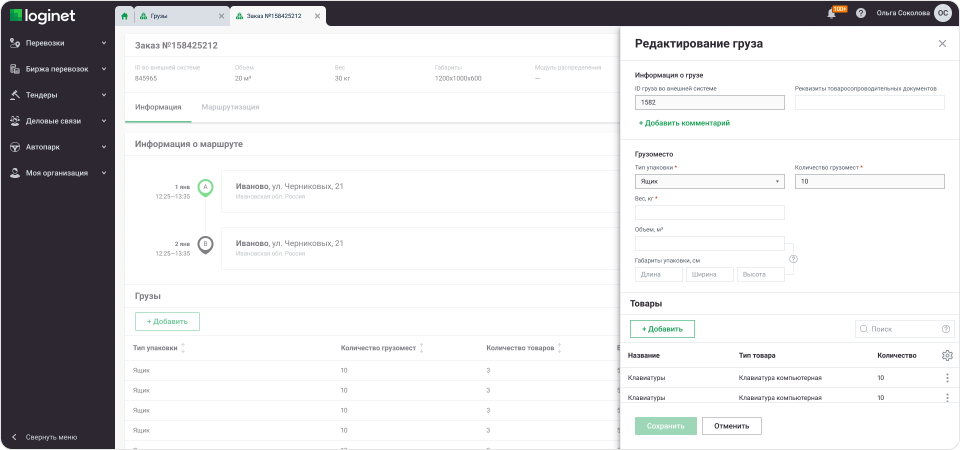 loginet
Грузы
Заказ №158425212
100+
Ольга Соколова
ОС
Перевозки
Биржа перевозок
Тендеры
Деловые связи
Автопарк
Моя организация
Свернуть меню
Заказ №158425212
ID во внешней системе
Объем
Вес
Габариты
Модуль распределения
845965
20 м³
30 кг
1200x1000x600
—
Информация
Маршрутизация
Информация о маршруте
1 янв
12:25—13:35
A
Иваново, ул. Черниковых, 21
Ивановская обл. Россия
2 янв
12:25—13:35
B
Иваново, ул. Черниковых, 21
Ивановская обл. Россия
Грузы
+ Добавить
Тип упаковки
Количество грузомест
Количество товаров
Ящик 10 3
Ящик 10 3
Ящик 10 3
Ящик 10 3
Ящик 10 3
Редактирование груза
Информация о грузе
ID груза во внешней системе
Реквизиты товаросопроводительных документов
1582
+ Добавить комментарий
Грузоместо
Тип упаковки *
Количество грузомест *
Ящик
10
Вес, кг *
Объем, м³
Габариты упаковки, см
Длина
Ширина
Высота
Товары
+ Добавить
Поиск
Название
Тип товара
Количество
Клавиатуры Клавиатура компьютерная 10
Клавиатуры Клавиатура компьютерная 10
Сохранить
Отменить